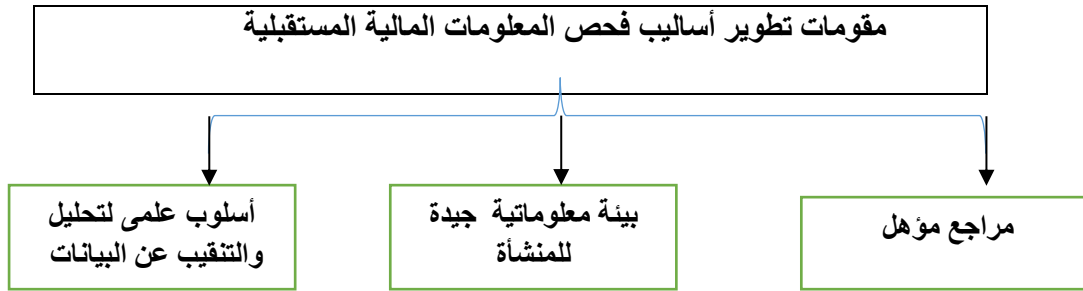 مقومات تطوير أساليب فحص المعلومات المالية المستقبلية
مراجع مؤهل
بيئة معلوماتية جيدة
للمنشأة
أسلوب علمى لتحليل
والتنقيب عن البيانات